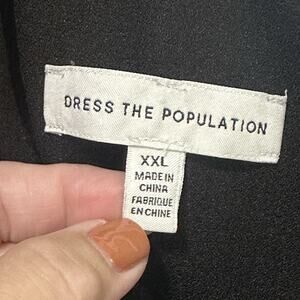 DRESS THE POPULATION
XXL
MADE IN
CHINA
FABRIQUE
EN CHINE